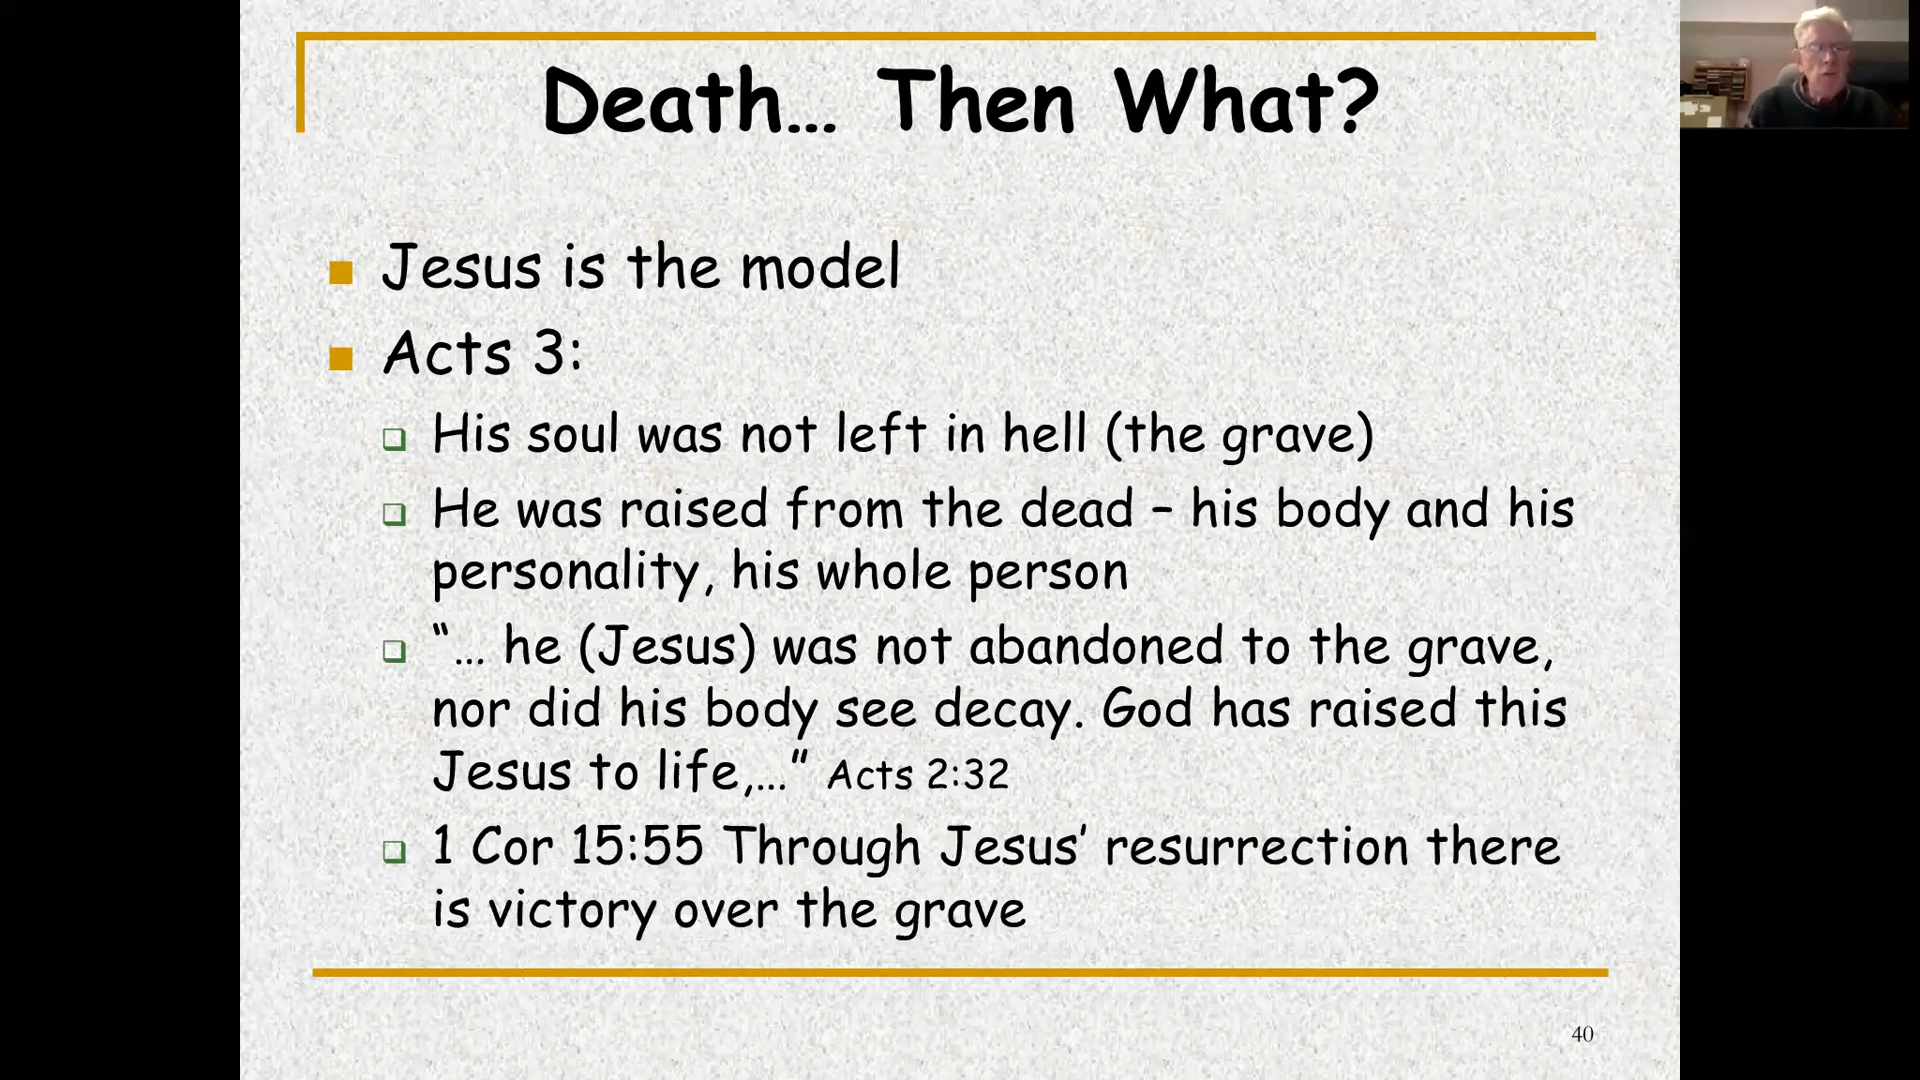 Death... Then What?
Jesus is the model
Acts 3:
His soul was not left in hell (the grave)
He was raised from the dead – his body and his
personality, his whole person
“... he (Jesus) was not abandoned to the grave,
nor did his body see decay. God has raised this
Jesus to life,...” Acts 2:32
1 Cor 15:55 Through Jesus’ resurrection there
is victory over the grave
40